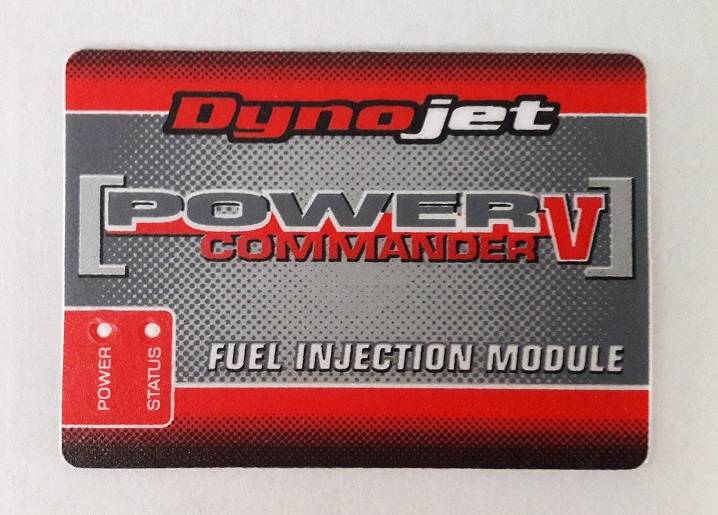 Dynojet
POWER V
COMMANDER
FUEL INJECTION MODULE
POWER
STATUS